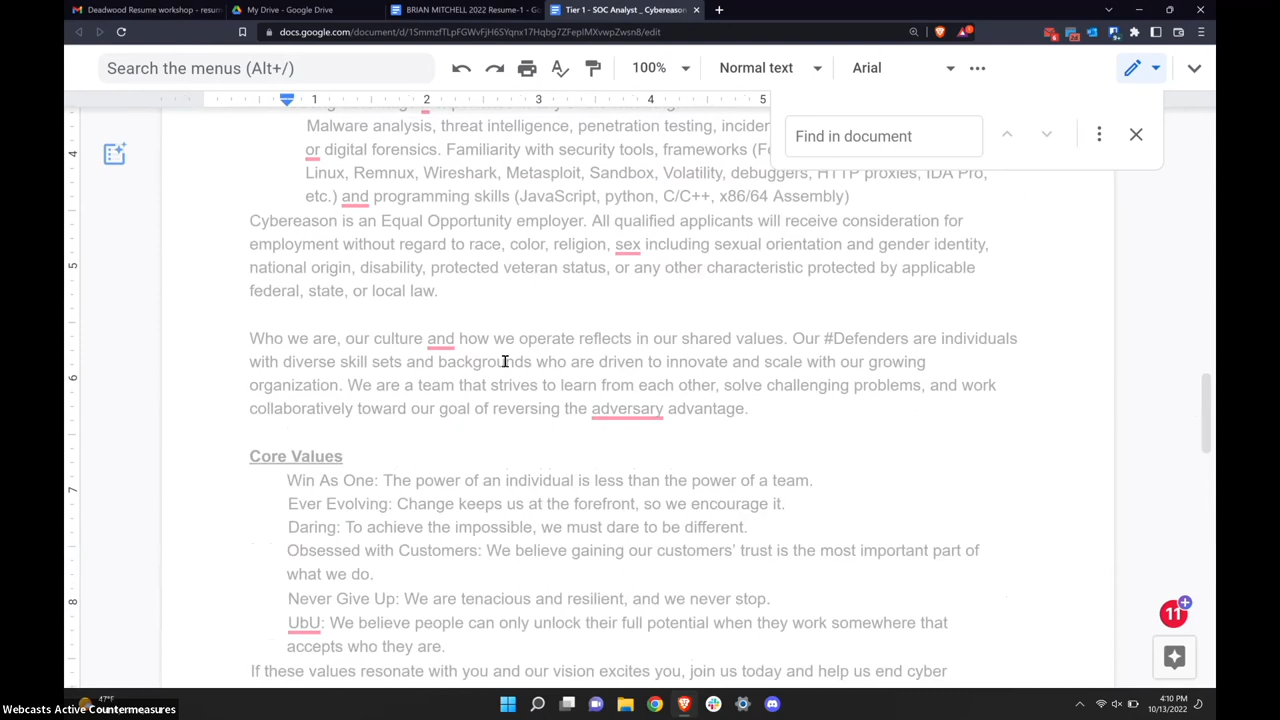 Deadwood Resume workshop - resum
My Drive - Google Drive
BRIAN MITCHELL 2022 Resume-1 - Go
Tier 1 - SOC Analyst _ Cybereason
docs.google.com/document/d/1SmmzfTLpFGWvFjH6SYqnx17Hqbg7ZFepIMXvwpZwsn8/edit
Search the menus (Alt+/)
100%
Normal text
Arial
1 2 3 4 5
Find in document
Malware analysis, threat intelligence, penetration testing, inciden
or digital forensics. Familiarity with security tools, frameworks (Fo
Linux, Remnux, Wireshark, Metasploit, Sandbox, Volatility, debuggers, HTTP proxies, IDA Pro,
etc.) and programming skills (JavaScript, python, C/C++, x86/64 Assembly)
Cybereason is an Equal Opportunity employer. All qualified applicants will receive consideration for
employment without regard to race, color, religion, sex including sexual orientation and gender identity,
national origin, disability, protected veteran status, or any other characteristic protected by applicable
federal, state, or local law.
Who we are, our culture and how we operate reflects in our shared values. Our #Defenders are individuals
with diverse skill sets and backgrounds who are driven to innovate and scale with our growing
organization. We are a team that strives to learn from each other, solve challenging problems, and work
collaboratively toward our goal of reversing the adversary advantage.
Core Values
Win As One: The power of an individual is less than the power of a team.
Ever Evolving: Change keeps us at the forefront, so we encourage it.
Daring: To achieve the impossible, we must dare to be different.
Obsessed with Customers: We believe gaining our customers' trust is the most important part of
what we do.
Never Give Up: We are tenacious and resilient, and we never stop.
UbU: We believe people can only unlock their full potential when they work somewhere that
accepts who they are.
If these values resonate with you and our vision excites you, join us today and help us end cyber
4
5
6
7
8
11
47°F
Webcasts Active Countermeasures
4:10 PM
10/13/2022